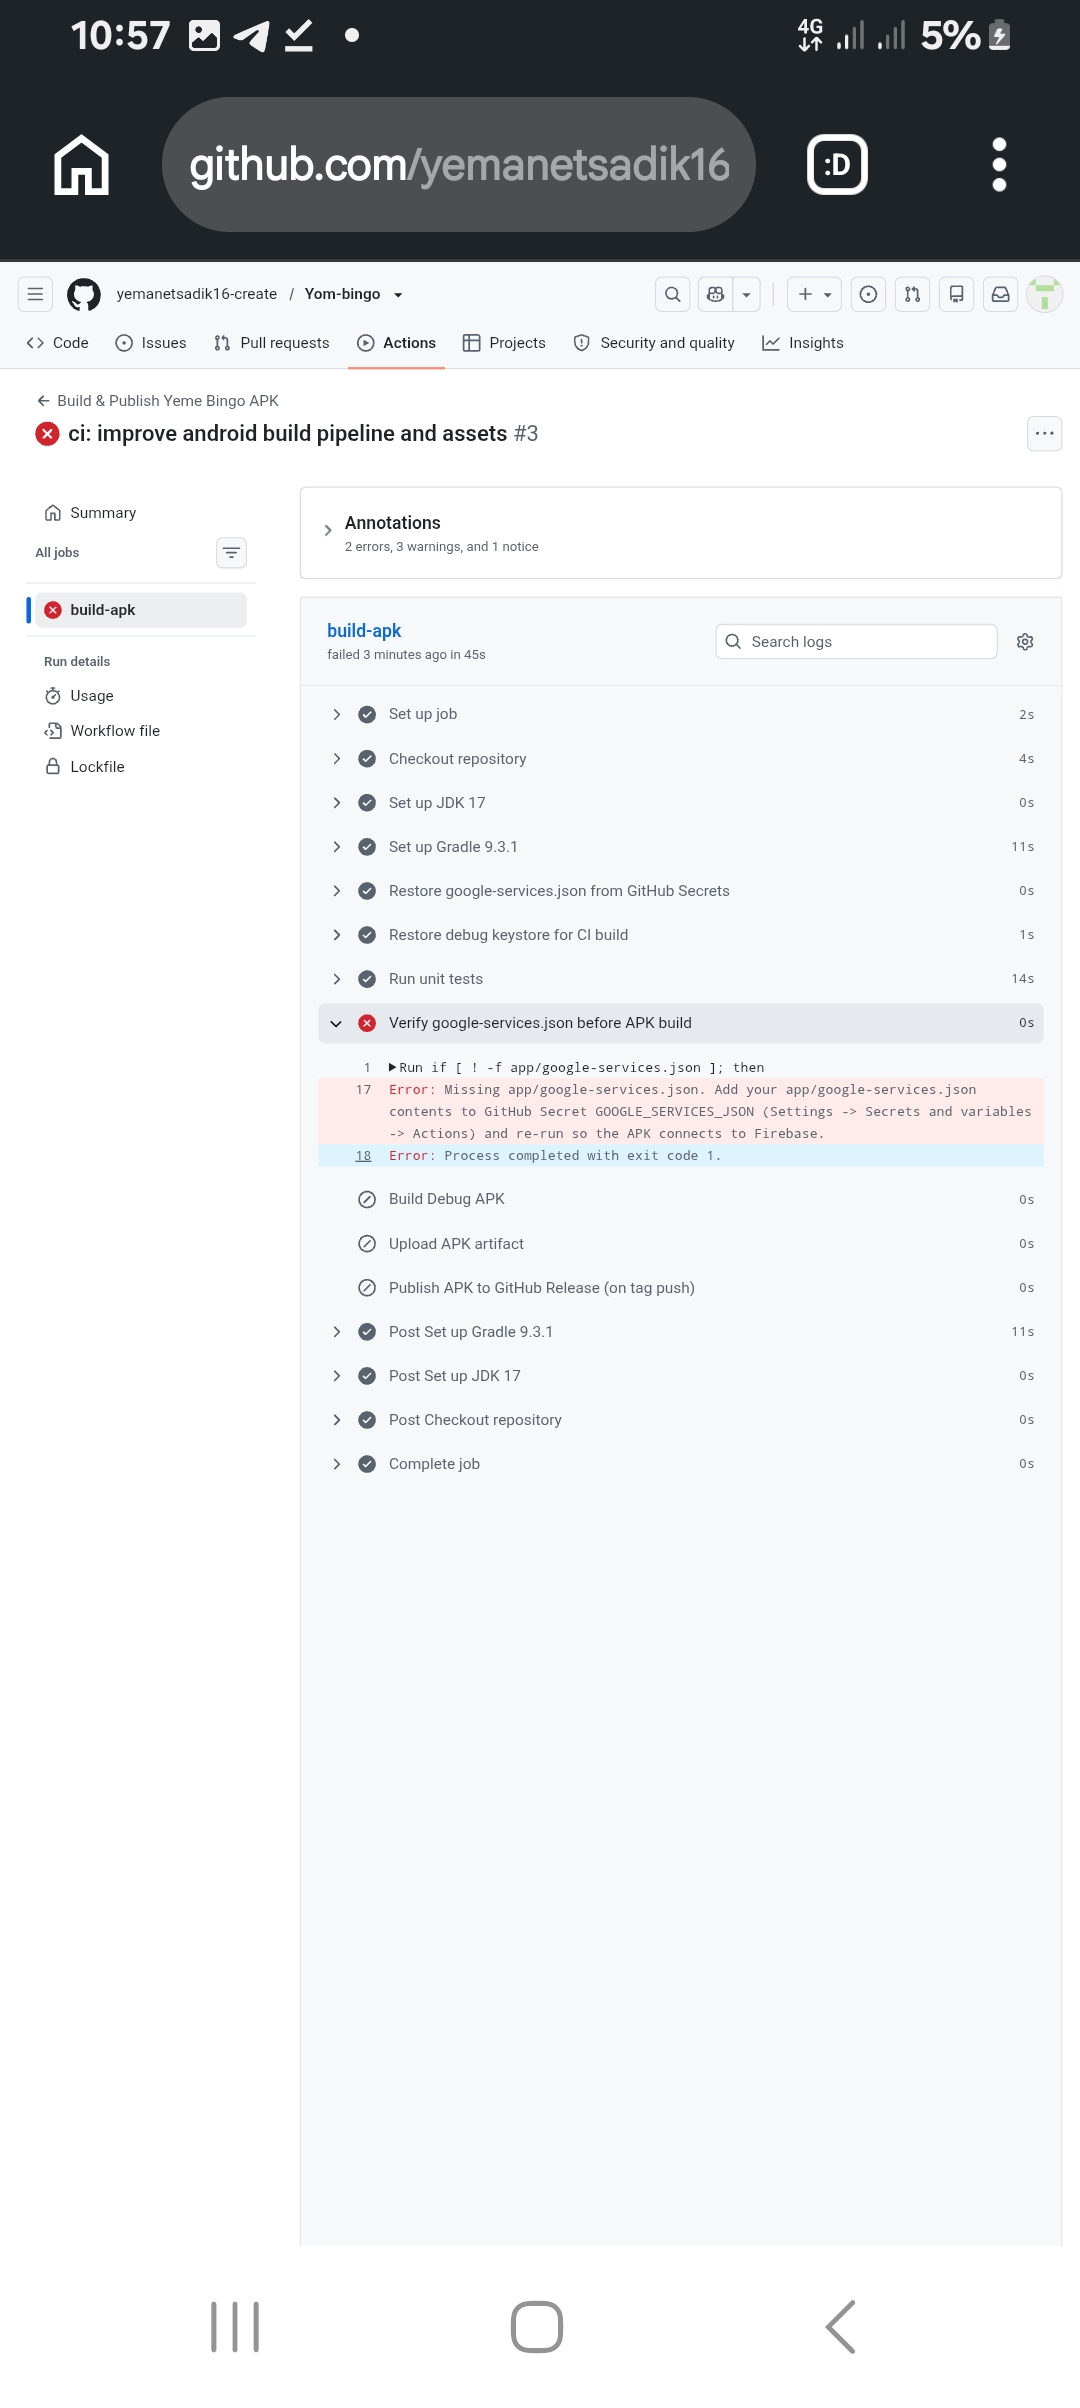 10:57
4G
5%
github.com/yemanetsadik16
:D
yemanetsadik16-create / Yom-bingo
Code Issues Pull requests Actions Projects Security and quality Insights
Build & Publish Yeme Bingo APK
ci: improve android build pipeline and assets #3
Summary
All jobs
build-apk
Run details
Usage
Workflow file
Lockfile
Annotations
2 errors, 3 warnings, and 1 notice
build-apk
failed 3 minutes ago in 45s
Search logs
Set up job 2s
Checkout repository 4s
Set up JDK 17 0s
Set up Gradle 9.3.1 11s
Restore google-services.json from GitHub Secrets 0s
Restore debug keystore for CI build 1s
Run unit tests 14s
Verify google-services.json before APK build 0s
1 Run if [ ! -f app/google-services.json ]; then
17 Error: Missing app/google-services.json. Add your app/google-services.json
contents to GitHub Secret GOOGLE_SERVICES_JSON (Settings -> Secrets and variables
-> Actions) and re-run so the APK connects to Firebase.
18 Error: Process completed with exit code 1.
Build Debug APK 0s
Upload APK artifact 0s
Publish APK to GitHub Release (on tag push) 0s
Post Set up Gradle 9.3.1 11s
Post Set up JDK 17 0s
Post Checkout repository 0s
Complete job 0s